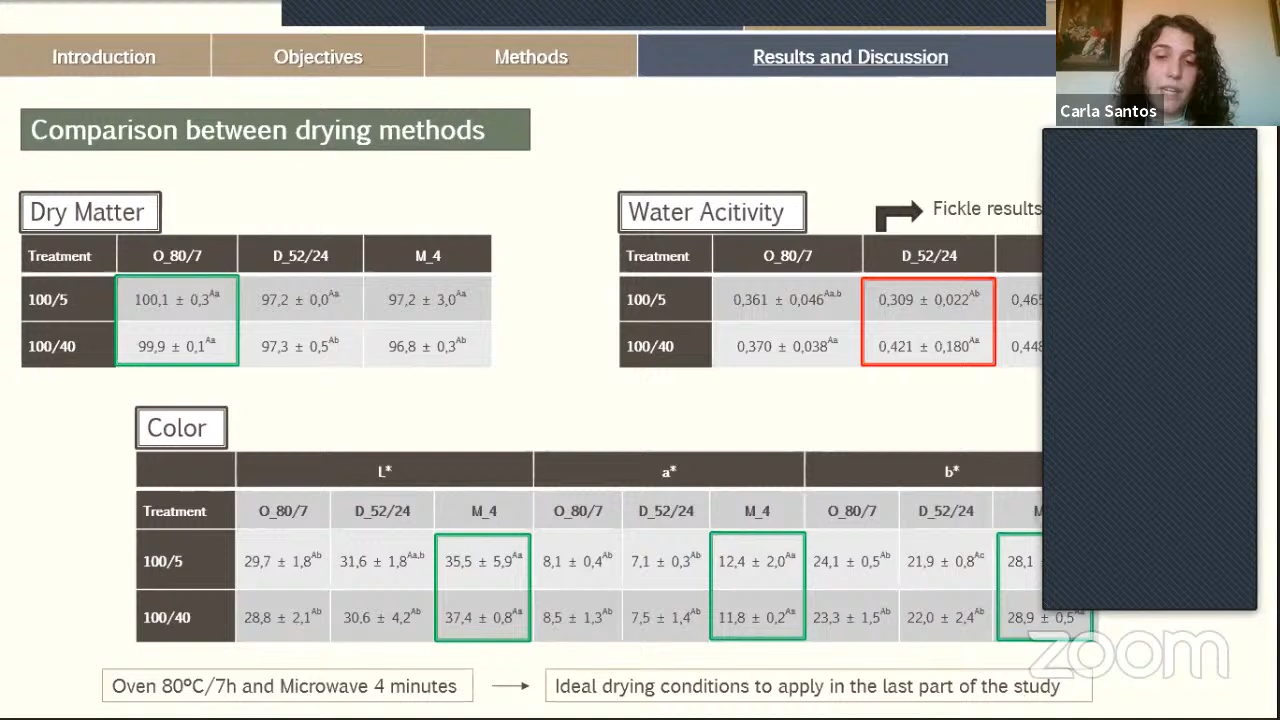 Introduction Objectives Methods Results and Discussion
Carla Santos
Comparison between drying methods
Dry Matter
Treatment O_80/7 D_52/24 M_4
100/5 100,1 ± 0,3Aa 97,2 ± 0,0Aa 97,2 ± 3,0Aa
100/40 99,9 ± 0,1Aa 97,3 ± 0,5Ab 96,8 ± 0,3Ab
Water Acitivity
Fickle results
Treatment O_80/7 D_52/24
100/5 0,361 ± 0,046Aa,b 0,309 ± 0,022Ab 0,465
100/40 0,370 ± 0,038Aa 0,421 ± 0,180Aa 0,448
Color
L* a* b*
Treatment O_80/7 D_52/24 M_4 O_80/7 D_52/24 M_4 O_80/7 D_52/24
100/5 29,7 ± 1,8Ab 31,6 ± 1,8Aa,b 35,5 ± 5,9Aa 8,1 ± 0,4Ab 7,1 ± 0,3Ab 12,4 ± 2,0Aa 24,1 ± 0,5Ab 21,9 ± 0,8Ac 28,1
100/40 28,8 ± 2,1Ab 30.6 ± 4,2Ab 37,4 ± 0,8Aa 8,5 ± 1,3Ab 7,5 ± 1,4Ab 11,8 ± 0,2Aa 23,3 ± 1,5Ab 22,0 ± 2,4Ab 28,9 ± 0,5
Oven 80ºC/7h and Microwave 4 minutes
Ideal drying conditions to apply in the last part of the study
zoom